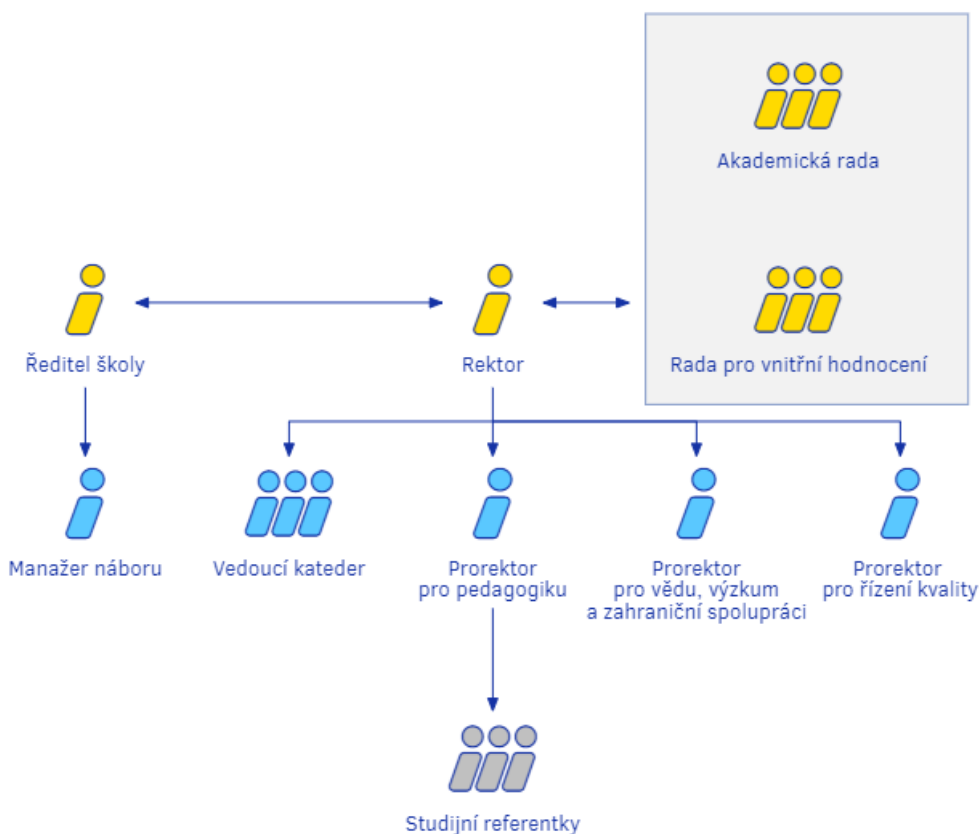 Akademická rada
Ředitel školy
Rektor
Rada pro vnitřní hodnocení
Manažer náboru
Vedoucí kateder
Prorektor
pro pedagogiku
Prorektor
pro vědu, výzkum
a zahraniční spolupráci
Prorektor
pro řízení kvality
Studijní referentky